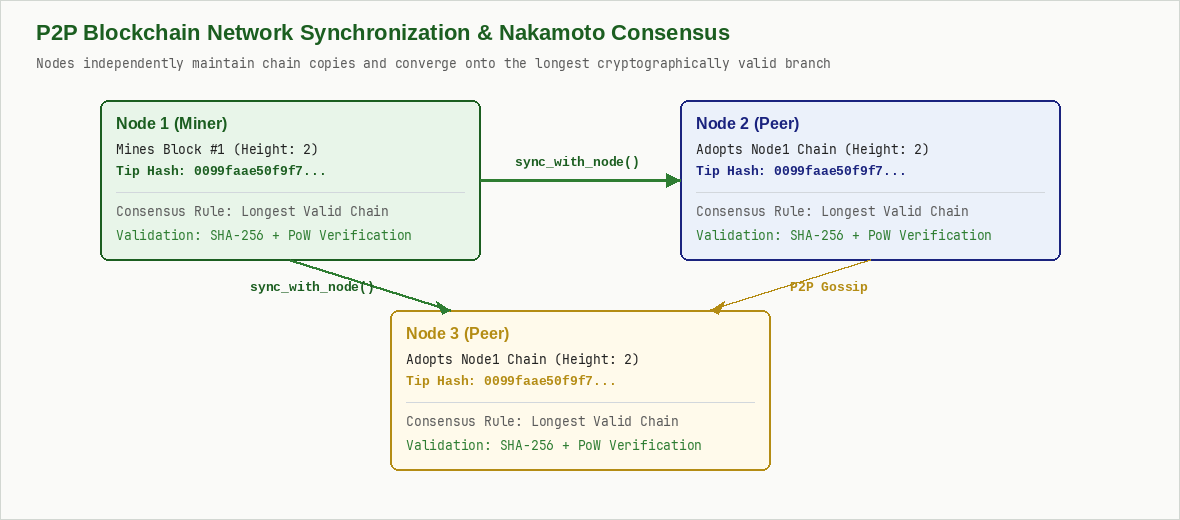 P2P Blockchain Network Synchronization & Nakamoto Consensus
Nodes independently maintain chain copies and converge onto the longest cryptographically valid branch
Node 1 (Miner)
Mines Block #1 (Height: 2)
Tip Hash: 0099faae50f9f7...
Consensus Rule: Longest Valid Chain
Validation: SHA-256 + PoW Verification
sync_with_node()
Node 2 (Peer)
Adopts Node1 Chain (Height: 2)
Tip Hash: 0099faae50f9f7...
Consensus Rule: Longest Valid Chain
Validation: SHA-256 + PoW Verification
sync_with_node()
P2P Gossip
Node 3 (Peer)
Adopts Node1 Chain (Height: 2)
Tip Hash: 0099faae50f9f7...
Consensus Rule: Longest Valid Chain
Validation: SHA-256 + PoW Verification